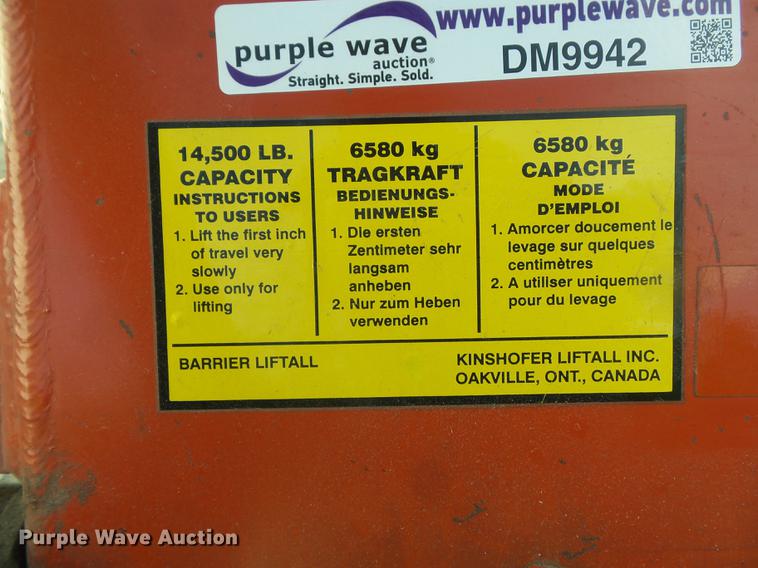 www.purplewave.com
purple wave
auction®
Straight. Simple. Sold.
DM9942
14,500 LB.
CAPACITY
INSTRUCTIONS
TO USERS
1. Lift the first inch
of travel very
slowly
2. Use only for
lifting
6580 kg
TRAGKRAFT
BEDIENUNGS-
HINWEISE
1. Die ersten
Zentimeter sehr
langsam
anheben
2. Nur zum Heben
verwenden
6580 kg
CAPACITÉ
MODE
D'EMPLOI
1. Amorcer doucement le
levage sur quelques
centimètres
2. A utiliser uniquement
pour du levage
BARRIER LIFTALL
KINSHOFER LIFTALL INC.
OAKVILLE, ONT., CANADA
Purple Wave Auction